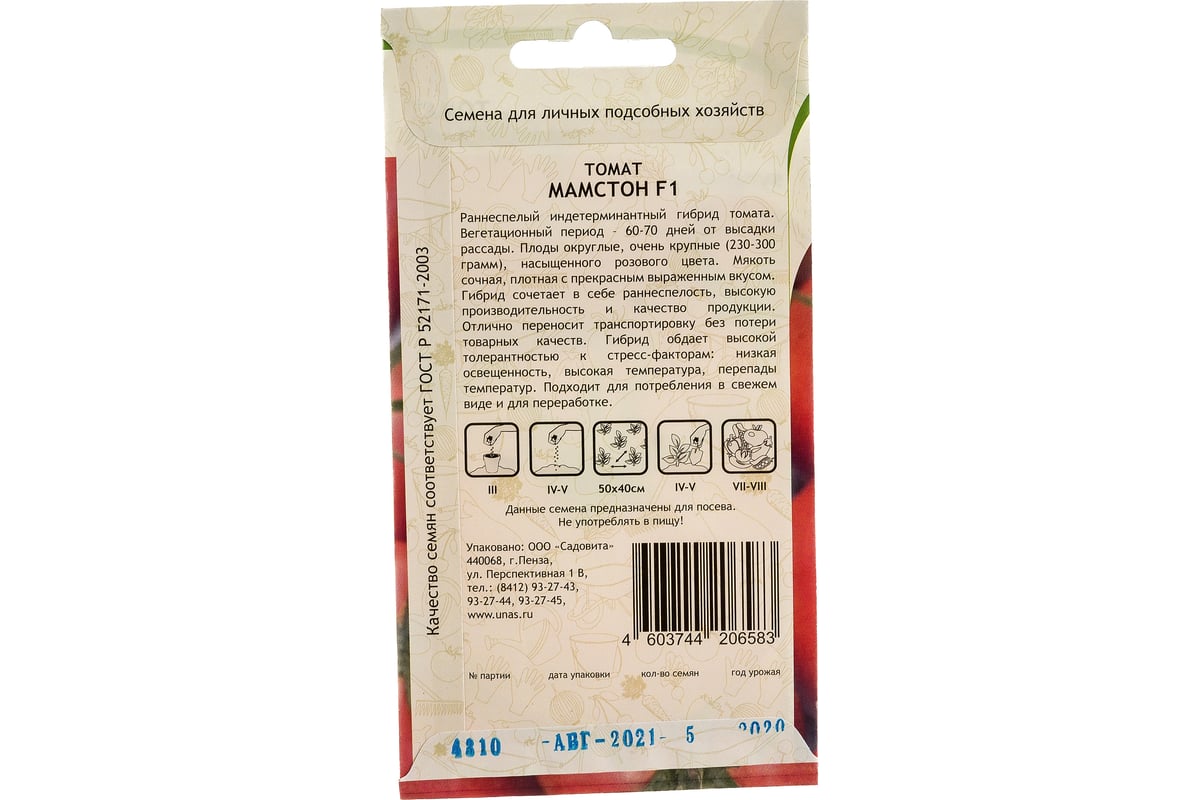 Семена для личных подсобных хозяйств
ТОМАТ
МАМСТОН F1
Раннеспелый индетерминантный гибрид томата.
Вегетационный период - 60-70 дней от высадки
рассады. Плоды округлые, очень крупные (230-300
грамм), насыщенного розового цвета. Мякоть
сочная, плотная с прекрасным выраженным вкусом.
Гибрид сочетает в себе раннеспелость, высокую
производительность и качество продукции.
Отлично переносит транспортировку без потери
товарных качеств. Гибрид обдает высокой
толерантностью к стресс-факторам: низкая
освещенность, высокая температура, перепады
температур. Подходит для потребления в свежем
виде и для переработке.
III IV-V 50х40см IV-V VII-VIII
Данные семена предназначены для посева.
Не употреблять в пищу!
Упаковано: ООО «Садовита»
440068, г.Пенза,
ул. Перспективная 1 В,
тел.: (8412) 93-27-43,
93-27-44, 93-27-45,
www.unas.ru
4 603744 206583
№ партии дата упаковки кол-во семян год урожая
4810 -АВГ-2021- 5 2020
Качество семян соответствует ГОСТ Р 52171-2003